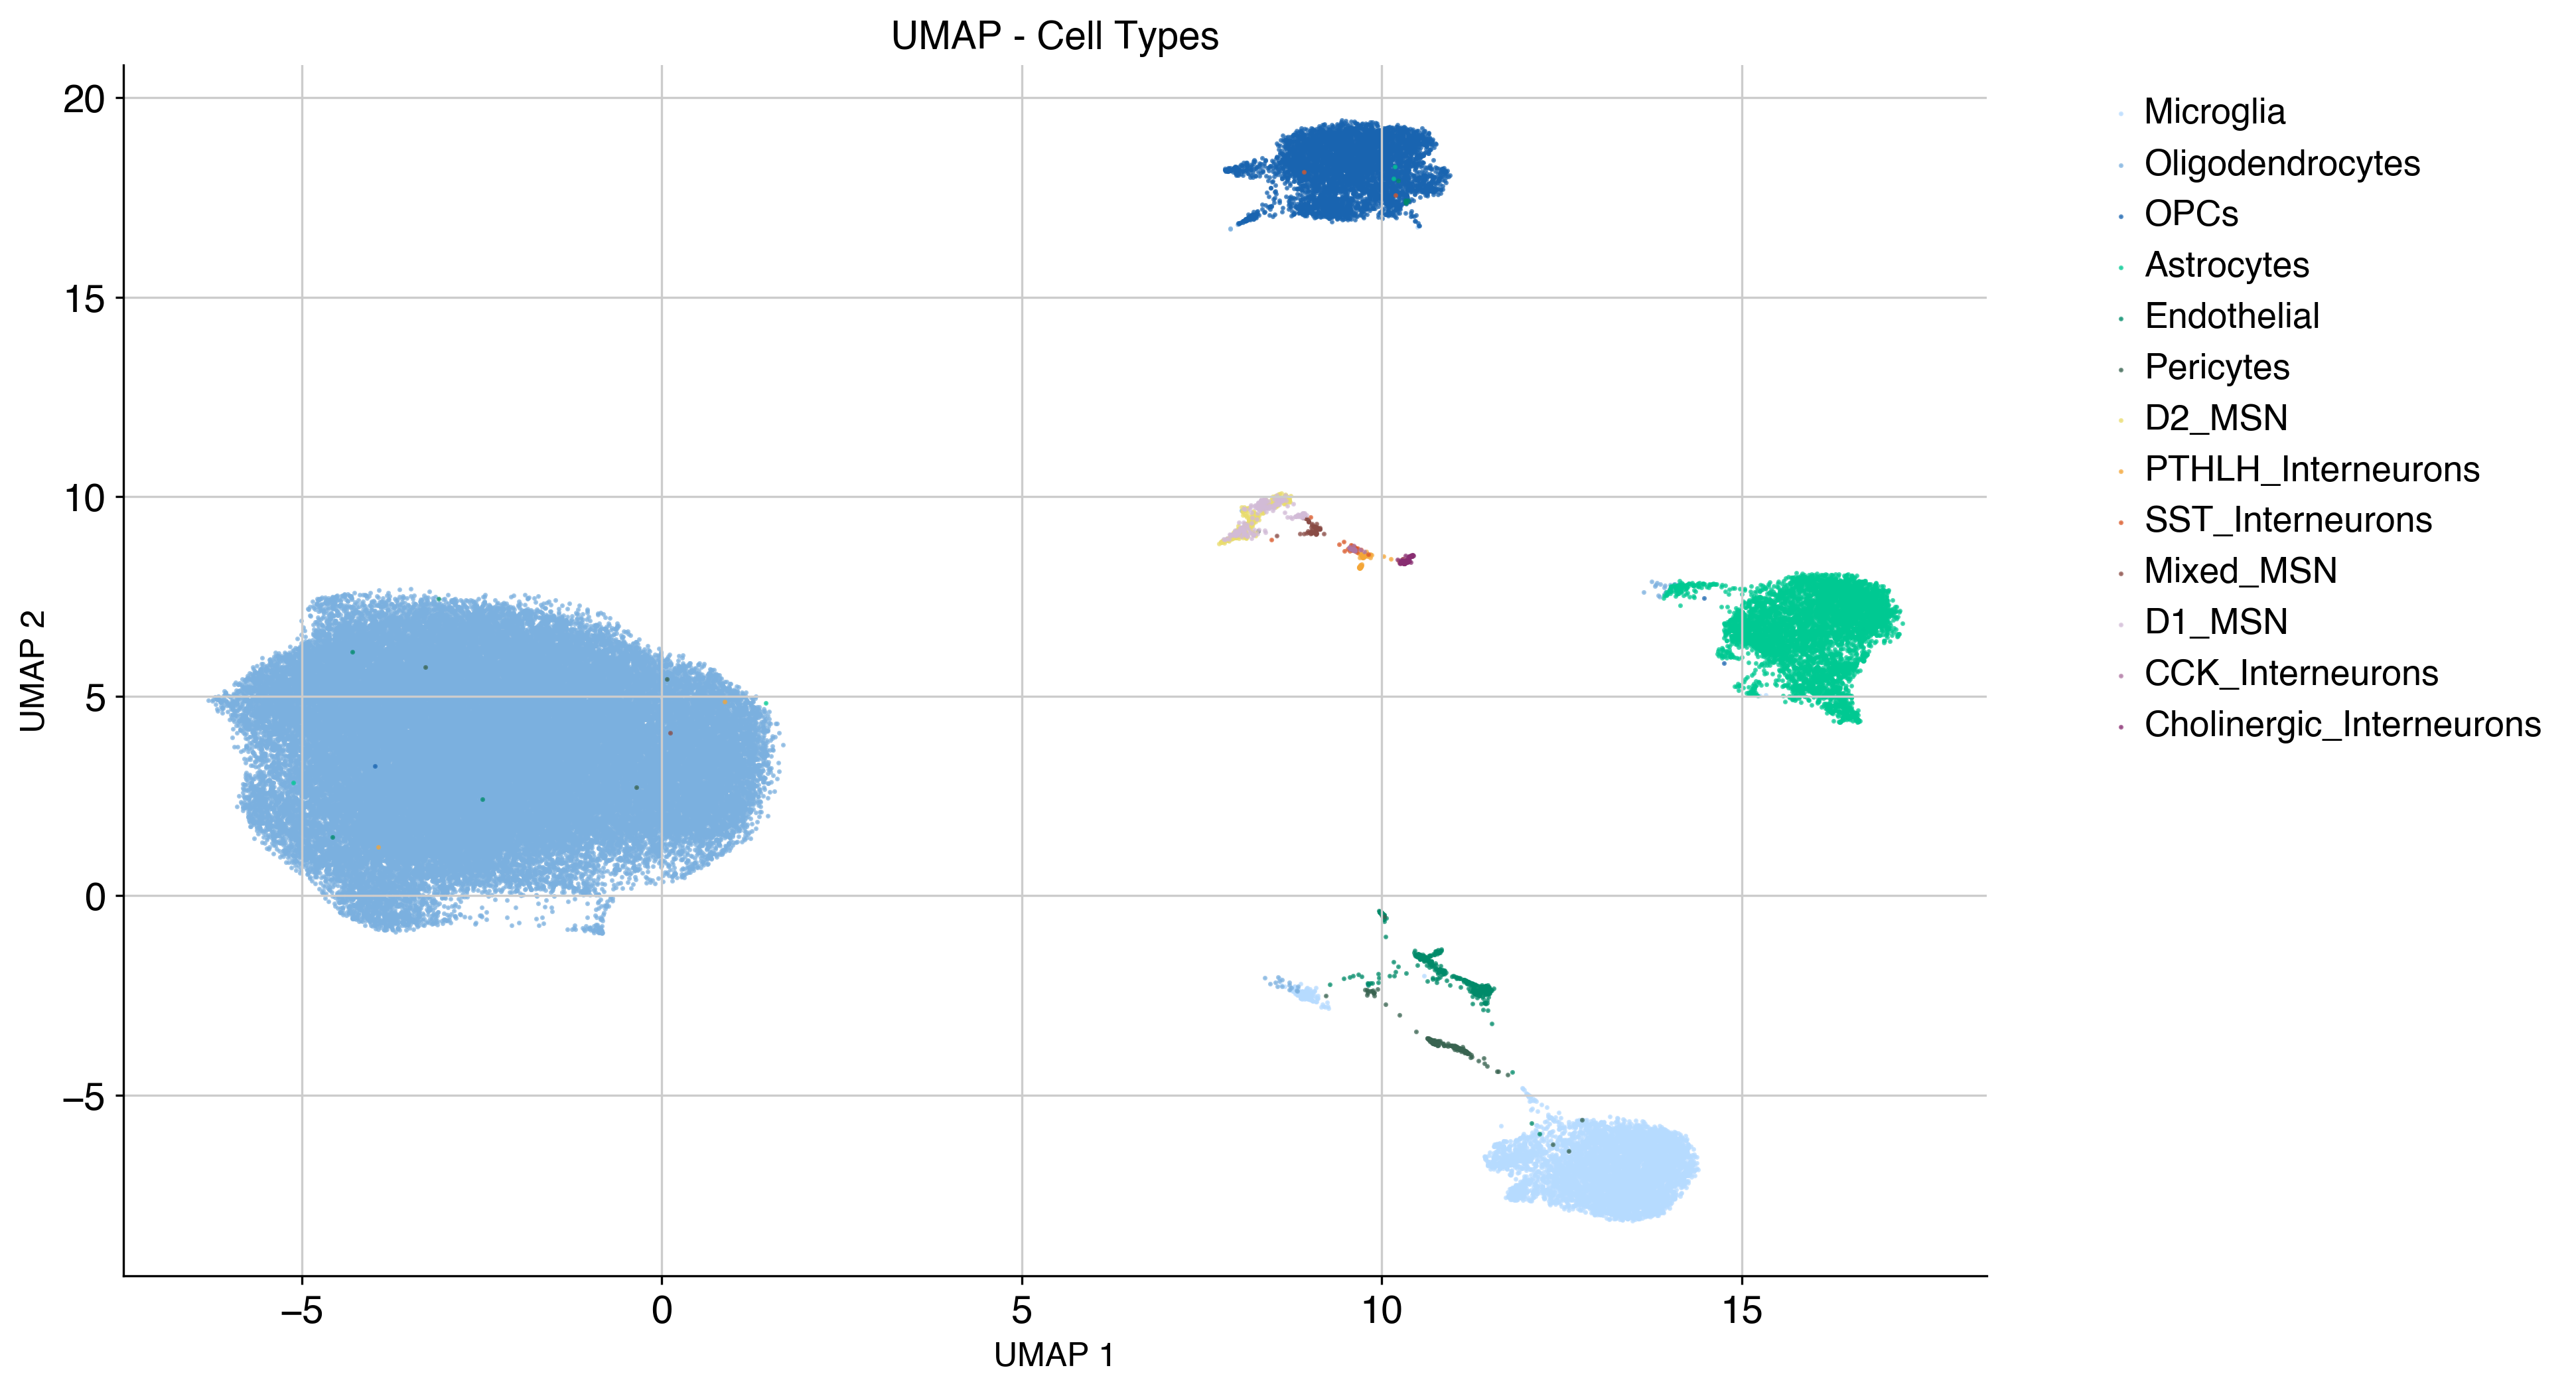 UMAP - Cell Types
20
15
10
5
0
−5
UMAP 2
−5
0
5
10
15
UMAP 1
Microglia
Oligodendrocytes
OPCs
Astrocytes
Endothelial
Pericytes
D2_MSN
PTHLH_Interneurons
SST_Interneurons
Mixed_MSN
D1_MSN
CCK_Interneurons
Cholinergic_Interneurons